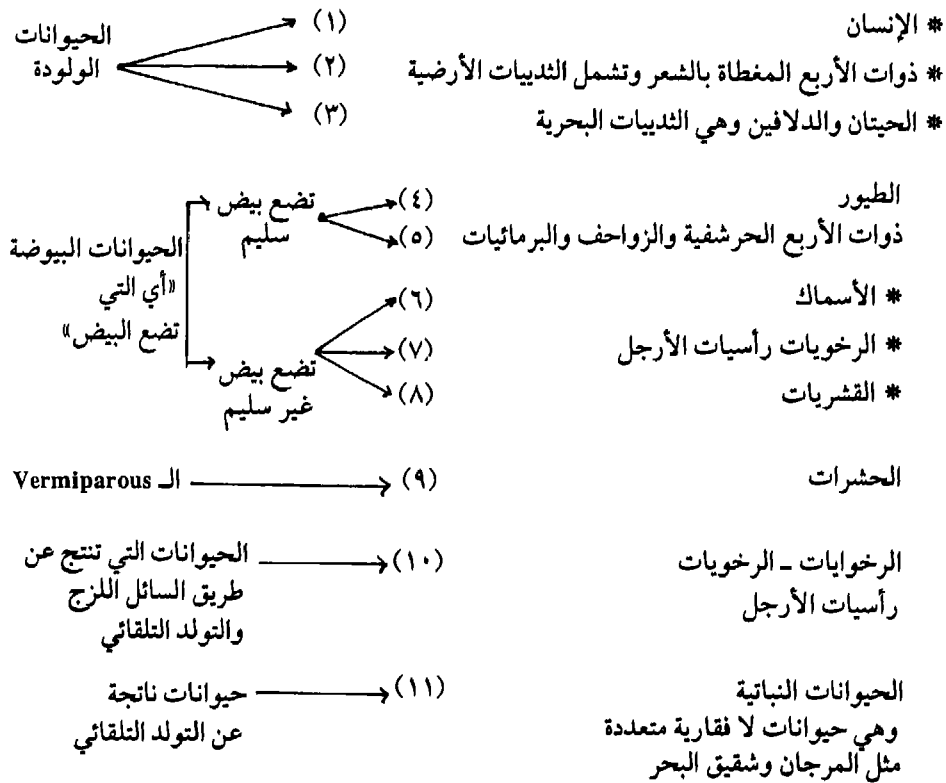 * الإنسان (١)
* ذوات الأربع المغطاة بالشعر وتشمل الثدييات الأرضية (٢)
* الحيتان والدلافين وهي الثدييات البحرية (٣)
الحيوانات
الولودة
الطيور (٤)
ذوات الأربع الحرشفية والزواحف والبرمائيات (٥)
تضع بيض
سليم
* الأسماك (٦)
* الرخويات رأسيات الأرجل (٧)
* القشريات (٨)
تضع بيض
غير سليم
الحيوانات البيوضة
«أي التي
تضع البيض»
الحشرات (٩) الـ Vermiparous
الرخوايات ـ الرخويات (١٠) الحيوانات التي تنتج عن
رأسيات الأرجل طريق السائل اللزج
والتولد التلقائي
الحيوانات النباتية (١١) حيوانات ناتجة
وهي حيوانات لا فقارية متعددة عن التولد التلقائي
مثل المرجان وشقيق البحر